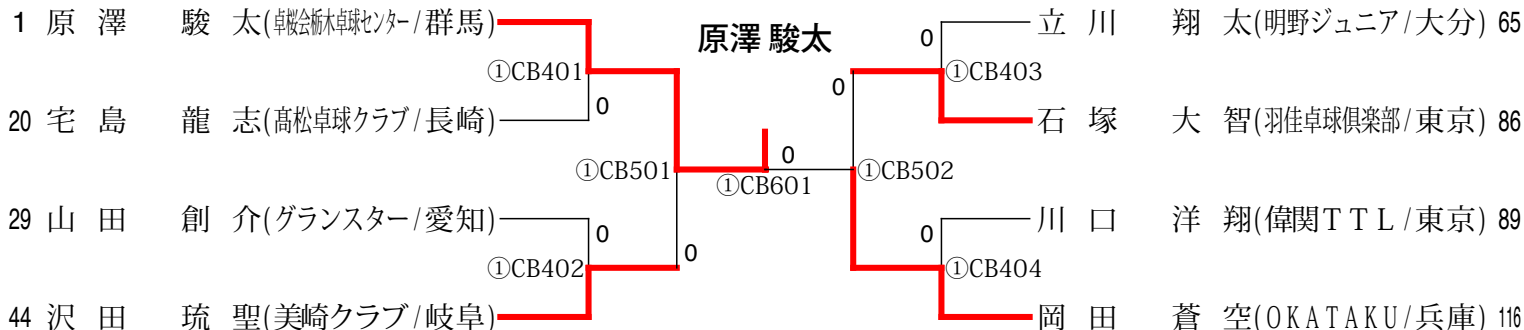 1 原 澤 駿 太(卓桜会栃木卓球センター/群馬)
原澤 駿太
0
立 川 翔 太(明野ジュニア/大分) 65
①CB401
0
0
①CB403
20 宅 島 龍 志(髙松卓球クラブ/長崎)
石 塚 大 智(羽佳卓球倶楽部/東京) 86
①CB501
①CB601
0
①CB502
29 山 田 創 介(グランスター/愛知)
0
0
0
川 口 洋 翔(偉関TTL/東京) 89
①CB402
①CB404
44 沢 田 琉 聖(美崎クラブ/岐阜)
岡 田 蒼 空(OKATAKU/兵庫) 116